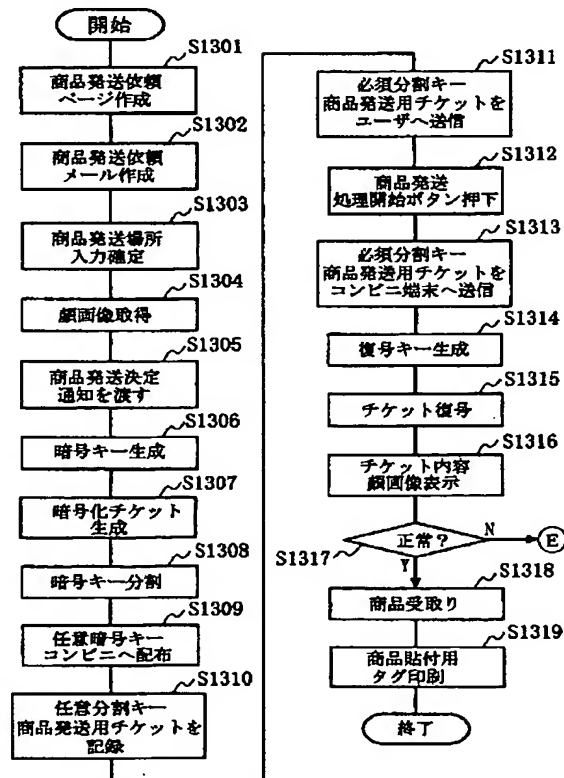 開始
S1301
商品発送依頼
ページ作成
S1302
商品発送依頼
メール作成
S1303
商品発送場所
入力確定
S1304
顔画像取得
S1305
商品発送決定
通知を渡す
S1306
暗号キー生成
S1307
暗号化チケット
生成
S1308
暗号キー分割
S1309
任意暗号キー
コンビニへ配布
S1310
任意分割キー
商品発送用チケットを
記録
S1311
必須分割キー
商品発送用チケットを
ユーザへ送信
S1312
商品発送
処理開始ボタン押下
S1313
必須分割キー
商品発送用チケットを
コンビニ端末へ送信
S1314
復号キー生成
S1315
チケット復号
S1316
チケット内容
顔画像表示
S1317
正常?
N
E
Y
S1318
商品受取り
S1319
商品貼付用
タグ印刷
終了